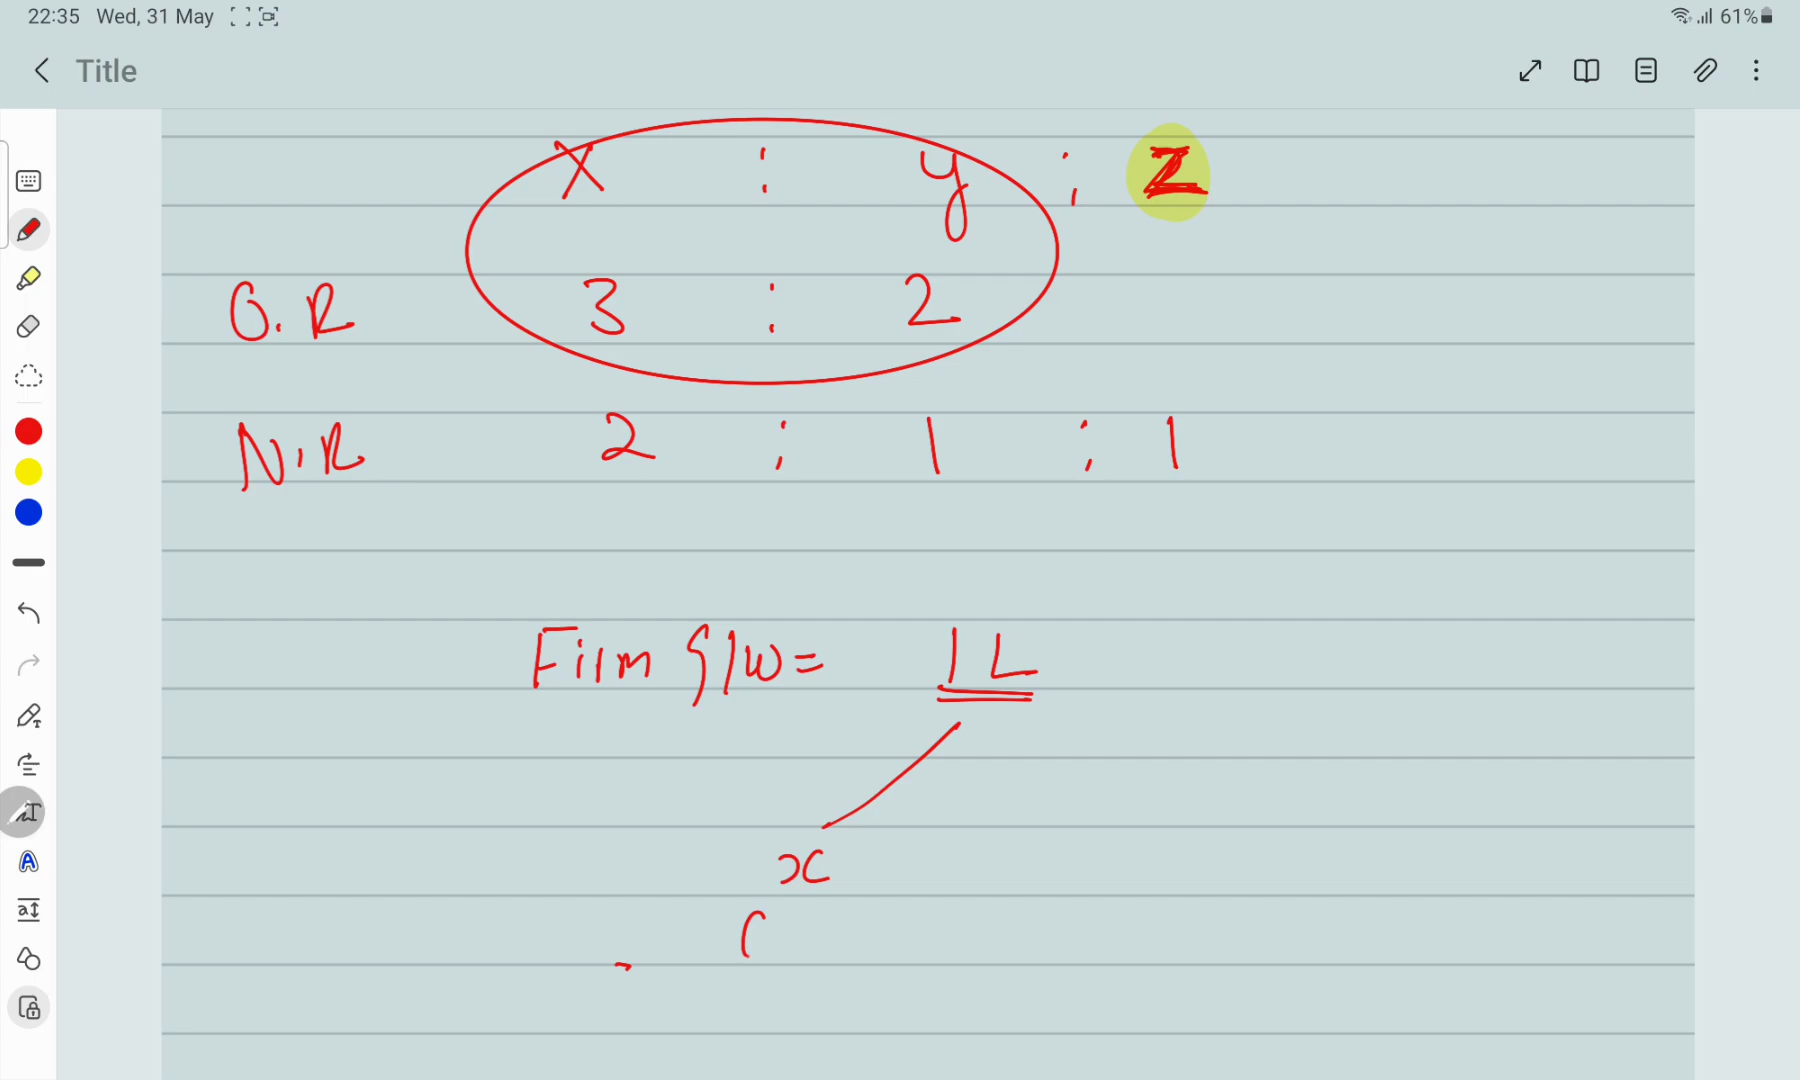 22:35 Wed, 31 May 61%
Title
X : y ; Z
O.R 3 : 2
N.R 2 ; 1 ; 1
Firm G/W = 1L
x
(
-